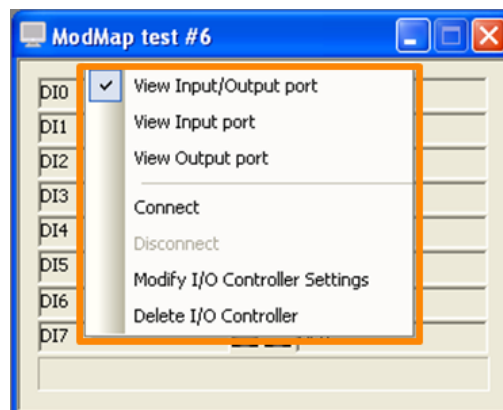 ModMap test #6
DI0
View Input/Output port
DI1
View Input port
DI2
View Output port
DI3
Connect
DI4
Disconnect
DI5
Modify I/O Controller Settings
DI6
Delete I/O Controller
DI7